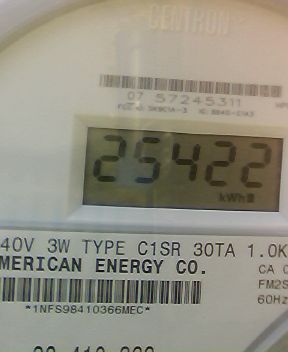 CENTRON
07 57245311
25422
kWh
40V 3W TYPE C1SR 30TA 1.0K
MERICAN ENERGY CO.
CA 0
FM2S
60Hz
*1NFS98410366MEC*